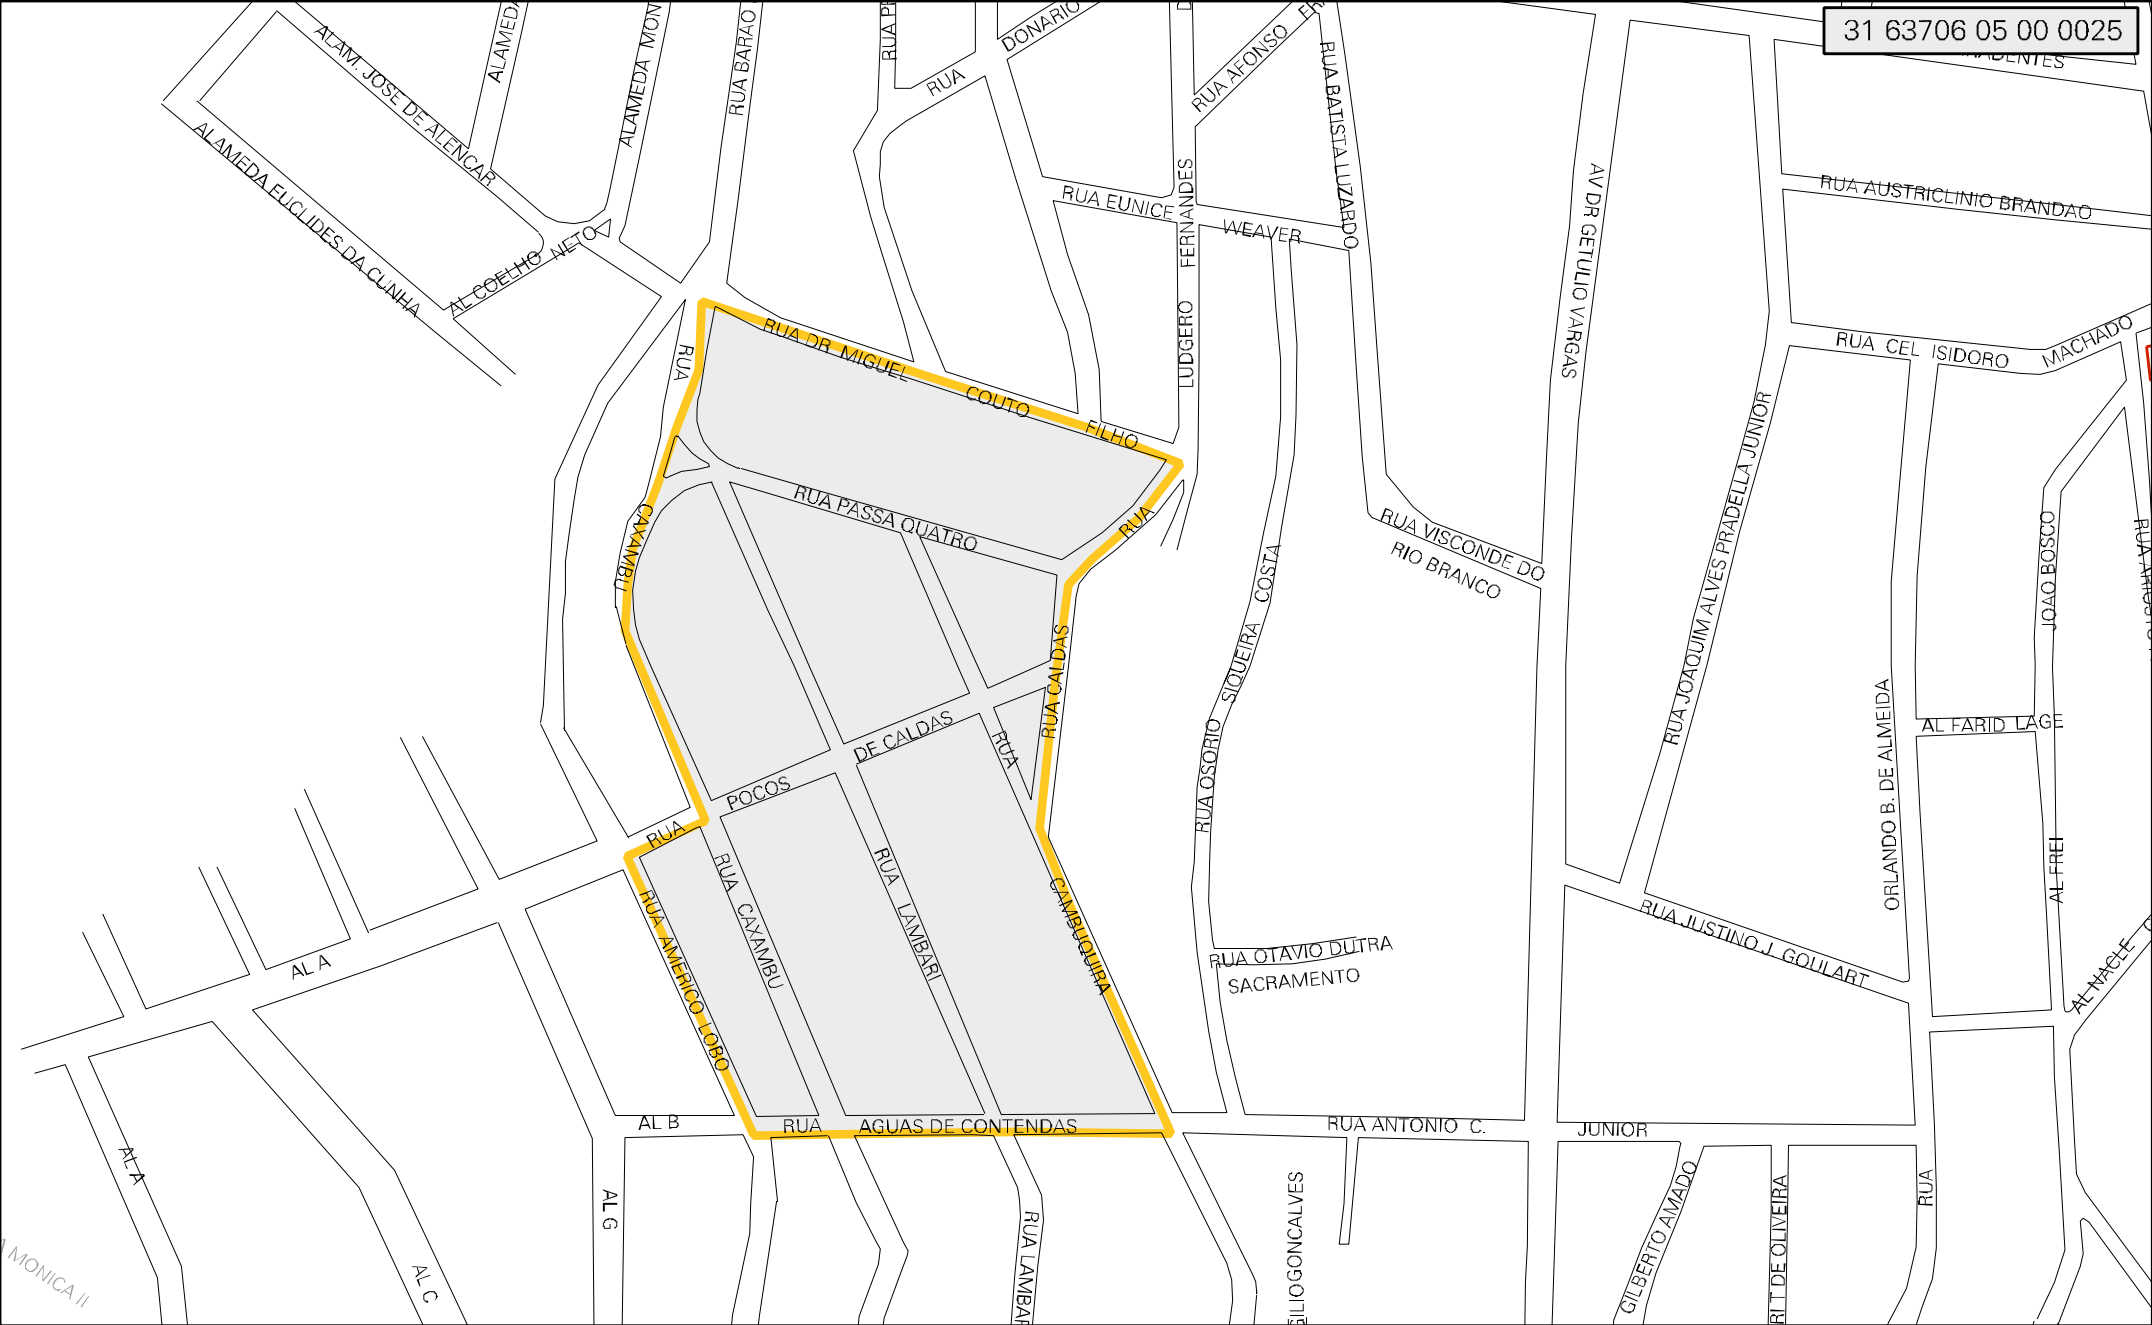 31 63706 05 00 0025
ALAM. JOSE DE ALENCAR
ALAMEDA
ALAMEDA MON
RUA BARAO
DONARIO
RUA
RUA AFONSO
RUA BATISTA LUZARDO
ALAMEDA EUCLIDES DA CUNHA
AL COELHO NETO
RUA EUNICE
WEAVER
LUDGERO FERNANDES
AV DR GETULIO VARGAS
RUA AUSTRICLINIO BRANDAO
RUA CEL ISIDORO
MACHADO
RUA DR MIGUEL
COUTO
FILHO
RUA
CAXAMBU
RUA PASSA QUATRO
RUA
RUA CALDAS
CAMBUQUIRA
RUA VISCONDE DO
RIO BRANCO
RUA JOAQUIM ALVES PRADELLA JUNIOR
RUA OSORIO SIQUEIRA COSTA
JOAO BOSCO
AL FREI
AL FARID LAGE
ORLANDO B. DE ALMEIDA
RUA
RUA
POCOS
DE CALDAS
RUA
RUA AMERICO LOBO
RUA CAXAMBU
RUA LAMBARI
AL A
RUA OTAVIO DUTRA
SACRAMENTO
RUA JUSTINO J. GOULART
AL NACLE
AL B
RUA AGUAS DE CONTENDAS
RUA ANTONIO C.
JUNIOR
AL A
AL G
AL C
RUA LAMBAR
GILBERTO AMADO
T DE OLIVEIRA
MONICA II